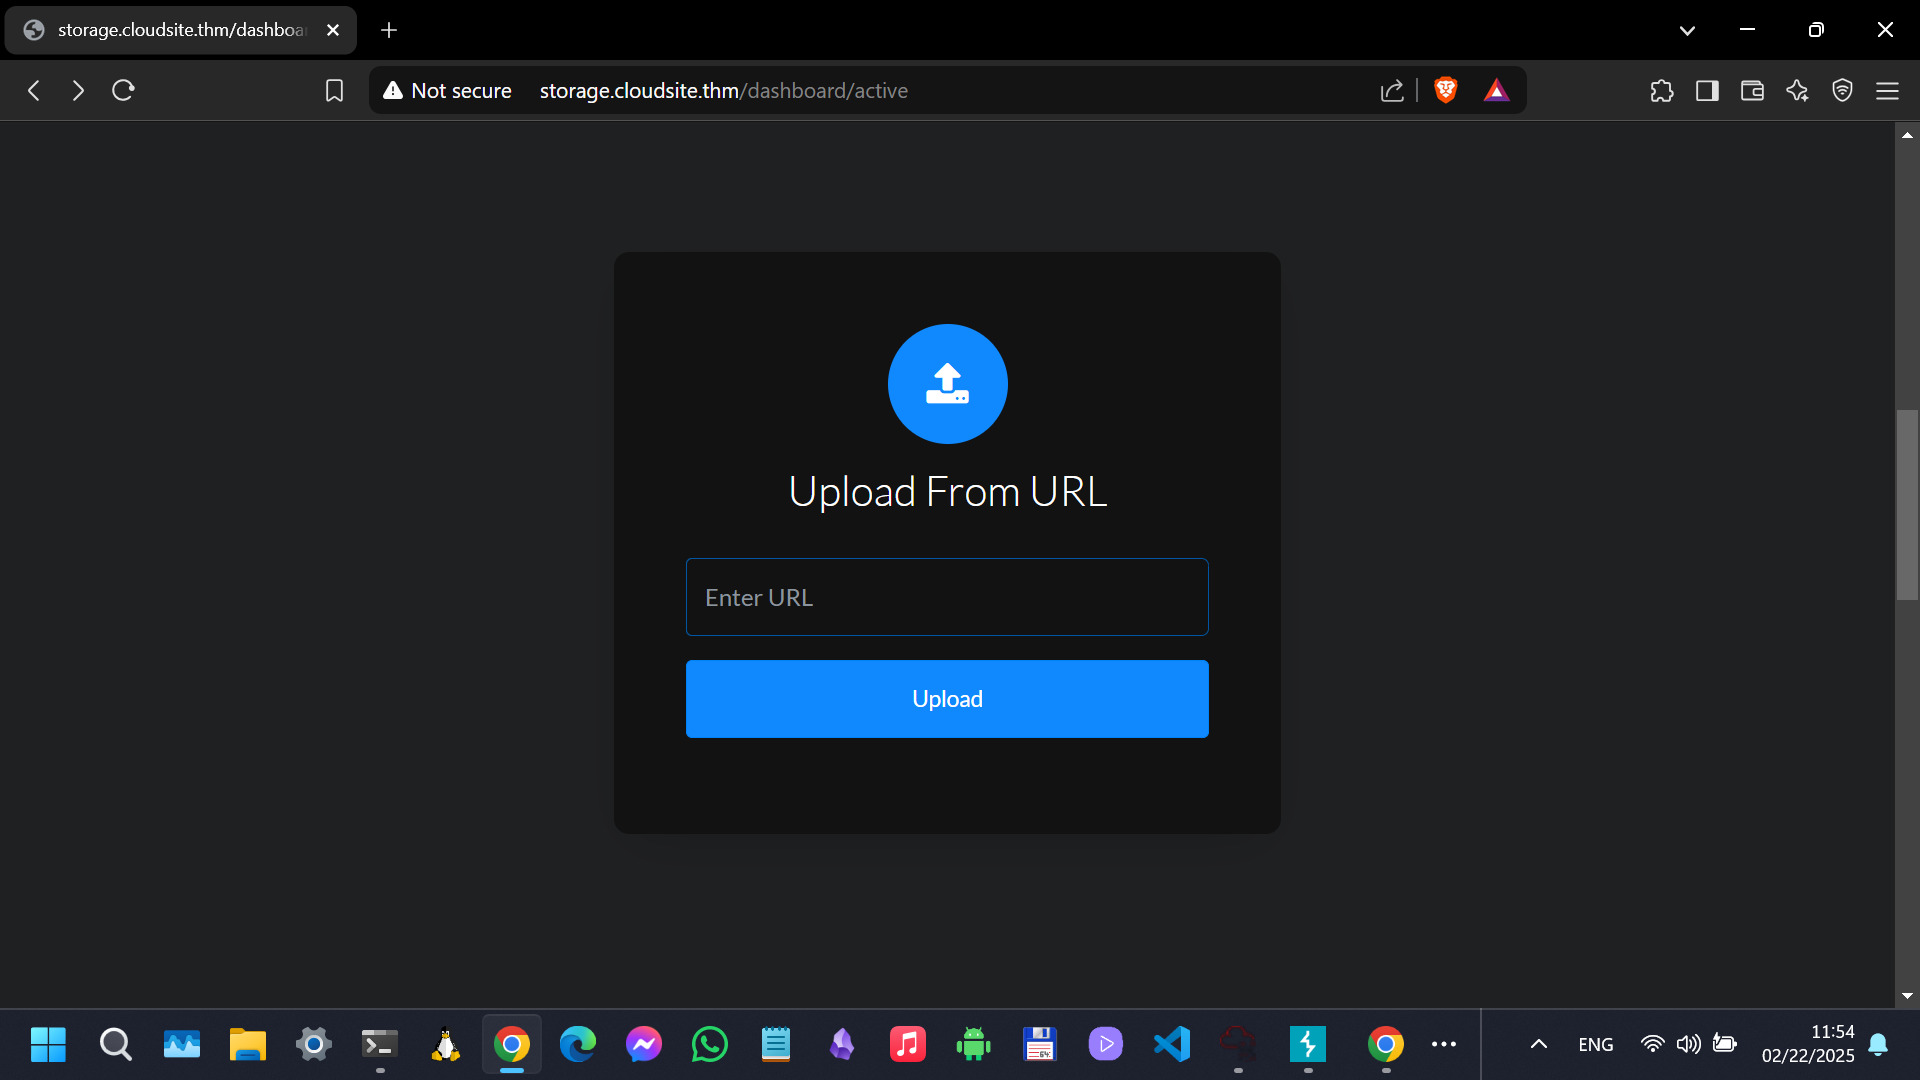 storage.cloudsite.thm/dashboa
Not secure
storage.cloudsite.thm/dashboard/active
Upload From URL
Enter URL
Upload
64
ENG
11:54
02/22/2025